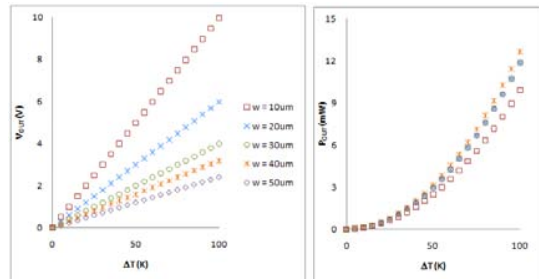 10
8
6
4
2
0
V_OUT (V)
0
50
100
ΔT (K)
w = 10um
w = 20um
w = 30um
w = 40um
w = 50um
15
12
9
6
3
0
P_OUT (mW)
0
50
100
ΔT (K)